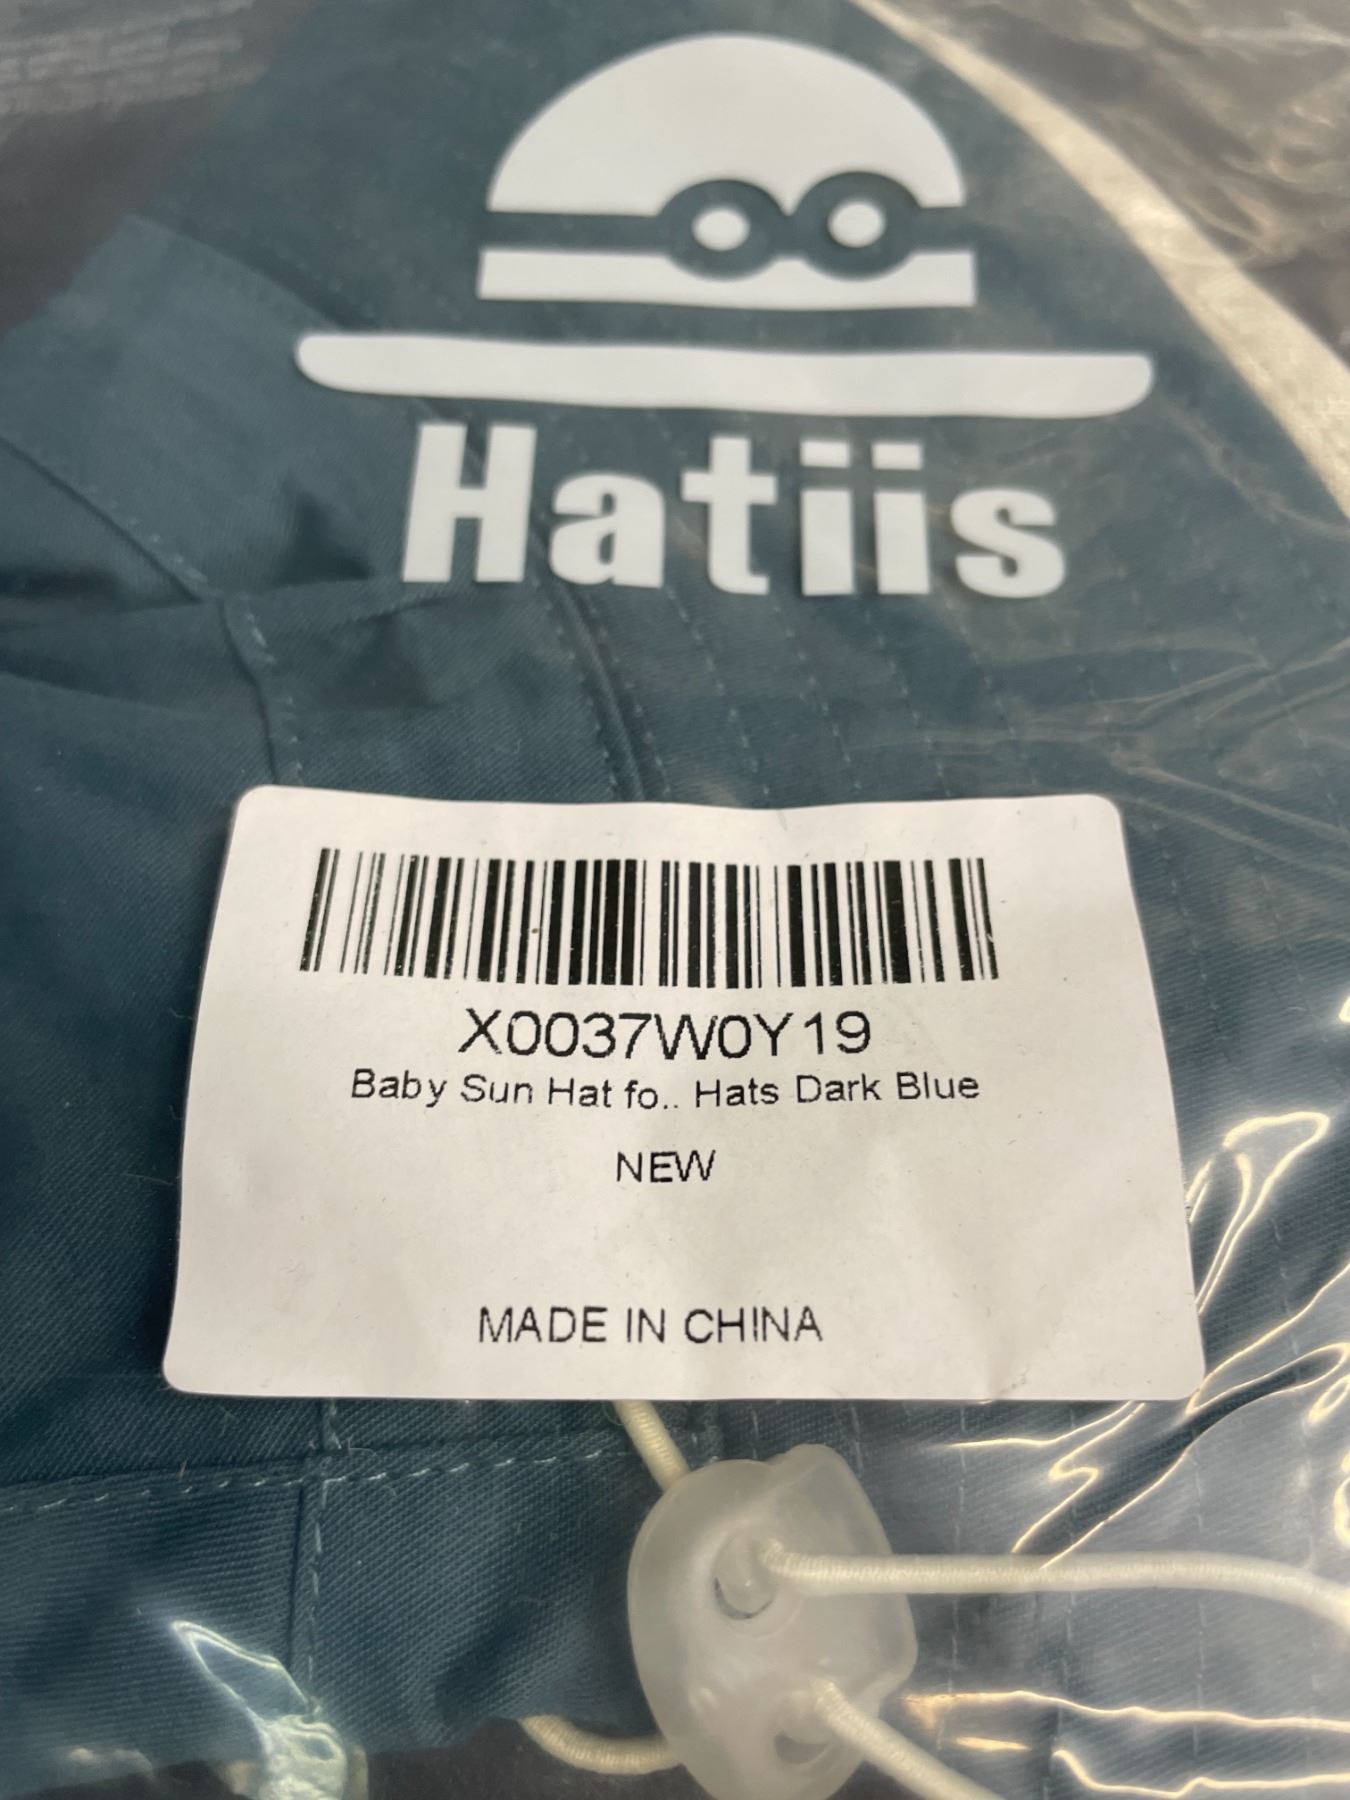 Hatiis
X0037W0Y19
Baby Sun Hat fo.. Hats Dark Blue
NEW
MADE IN CHINA